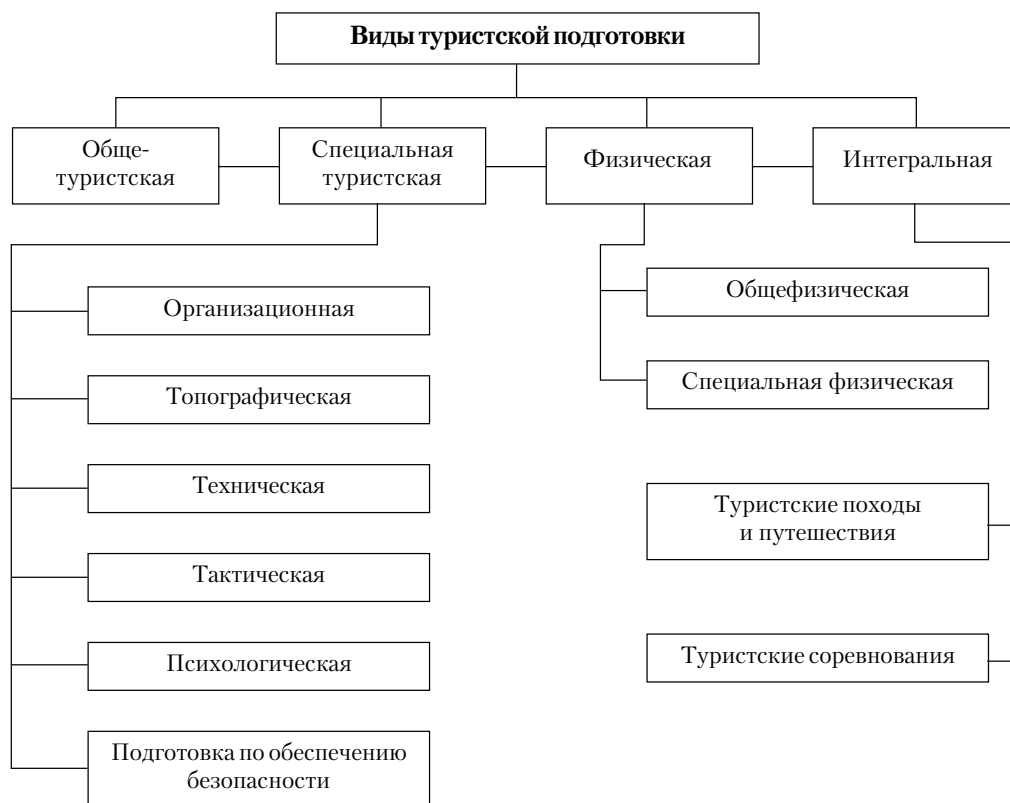 Виды туристской подготовки
Обще-
туристская
Специальная
туристская
Физическая
Интегральная
Организационная
Топографическая
Техническая
Тактическая
Психологическая
Подготовка по обеспечению
безопасности
Общефизическая
Специальная физическая
Туристские походы
и путешествия
Туристские соревнования